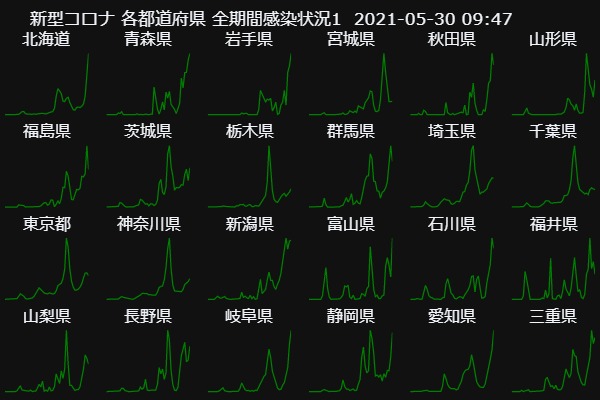 新型コロナ 各都道府県 全期間感染状況1 2021-05-30 09:47
北海道 青森県 岩手県 宮城県 秋田県 山形県
福島県 茨城県 栃木県 群馬県 埼玉県 千葉県
東京都 神奈川県 新潟県 富山県 石川県 福井県
山梨県 長野県 岐阜県 静岡県 愛知県 三重県